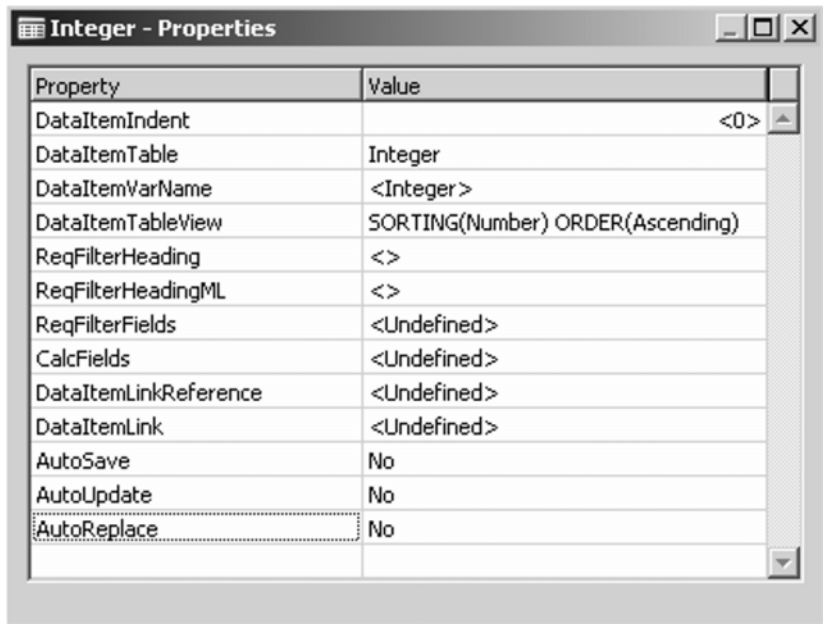 Integer - Properties
Property Value
DataItemIndent <0>
DataItemTable Integer
DataItemVarName <Integer>
DataItemTableView SORTING(Number) ORDER(Ascending)
ReqFilterHeading <>
ReqFilterHeadingML <>
ReqFilterFields <Undefined>
CalcFields <Undefined>
DataItemLinkReference <Undefined>
DataItemLink <Undefined>
AutoSave No
AutoUpdate No
AutoReplace No